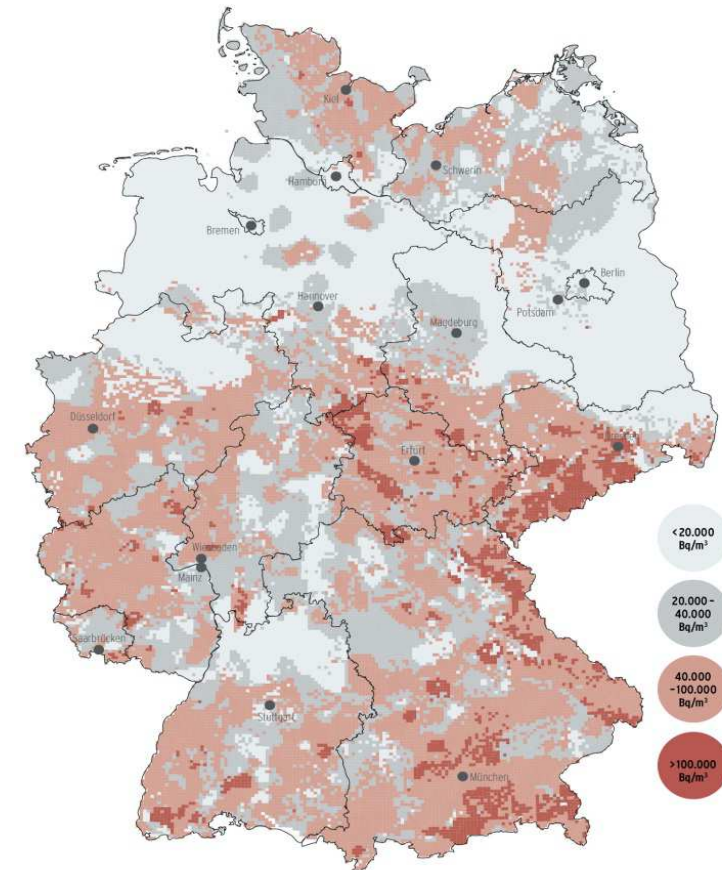 Kiel
Schwerin
Hamburg
Bremen
Berlin
Hannover
Potsdam
Magdeburg
Düsseldorf
Erfurt
<20.000
Bq/m³
Wiesbaden
Mainz
20.000 –
40.000
Bq/m³
Saarbrücken
40.000
–100.000
Bq/m³
Stuttgart
>100.000
Bq/m³
München